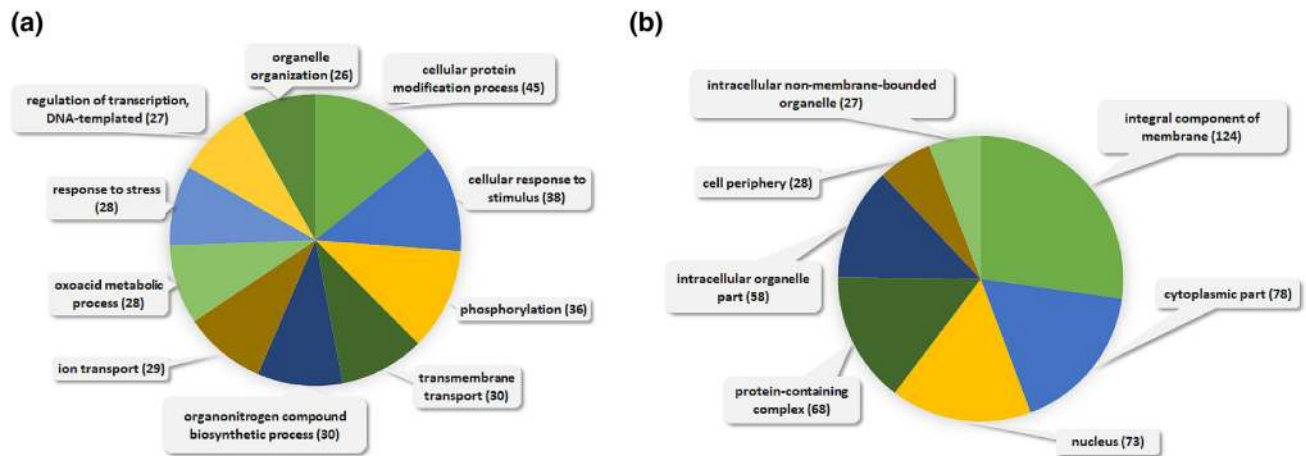 (a)
organelle
organization (26)
cellular protein
modification process (45)
regulation of transcription,
DNA-templated (27)
response to stress
(28)
cellular response to
stimulus (38)
oxoacid metabolic
process (28)
phosphorylation (36)
ion transport (29)
transmembrane
transport (30)
organonitrogen compound
biosynthetic process (30)
(b)
intracellular non-membrane-bounded
organelle (27)
integral component of
membrane (124)
cell periphery (28)
intracellular organelle
part (58)
cytoplasmic part (78)
protein-containing
complex (68)
nucleus (73)